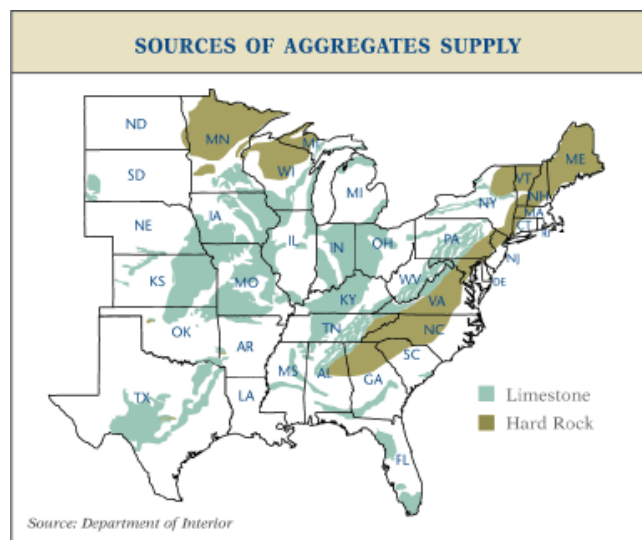 SOURCES OF AGGREGATES SUPPLY
ND
MN
ME
MI
VT
WI
NH
SD
MI
NY
MA
IA
CT
RI
NE
PA
IL
IN
OH
NJ
KS
MO
WV
DE
KY
VA
TN
NC
OK
AR
SC
MS
AL
GA
TX
LA
Limestone
Hard Rock
FL
Source: Department of Interior